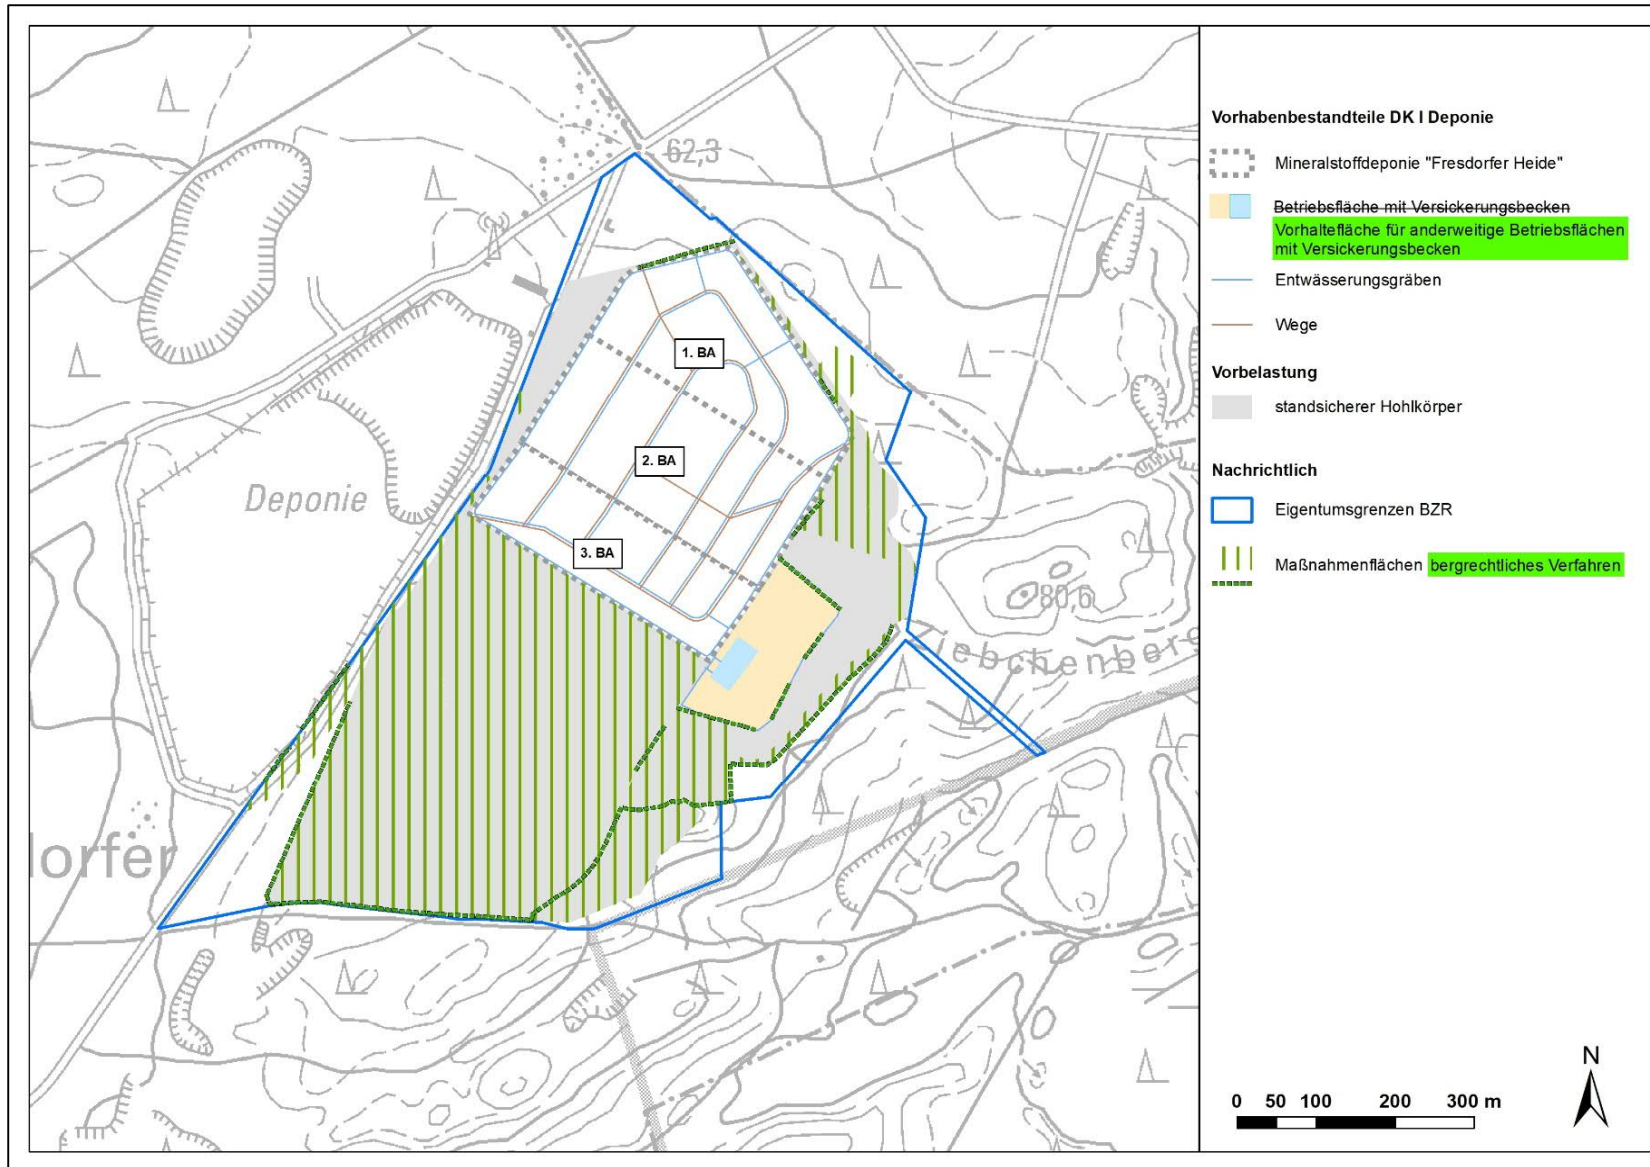 62,3
1. BA
2. BA
3. BA
Deponie
80,6
iebchenberg
dorfer
Vorhabenbestandteile DK I Deponie
Mineralstoffdeponie "Fresdorfer Heide"
Betriebsfläche mit Versickerungsbecken
Vorhaltefläche für anderweitige Betriebsflächen
mit Versickerungsbecken
Entwässerungsgräben
Wege
Vorbelastung
standsicherer Hohlkörper
Nachrichtlich
Eigentumsgrenzen BZR
Maßnahmenflächen bergrechtliches Verfahren
N
0 50 100 200 300 m